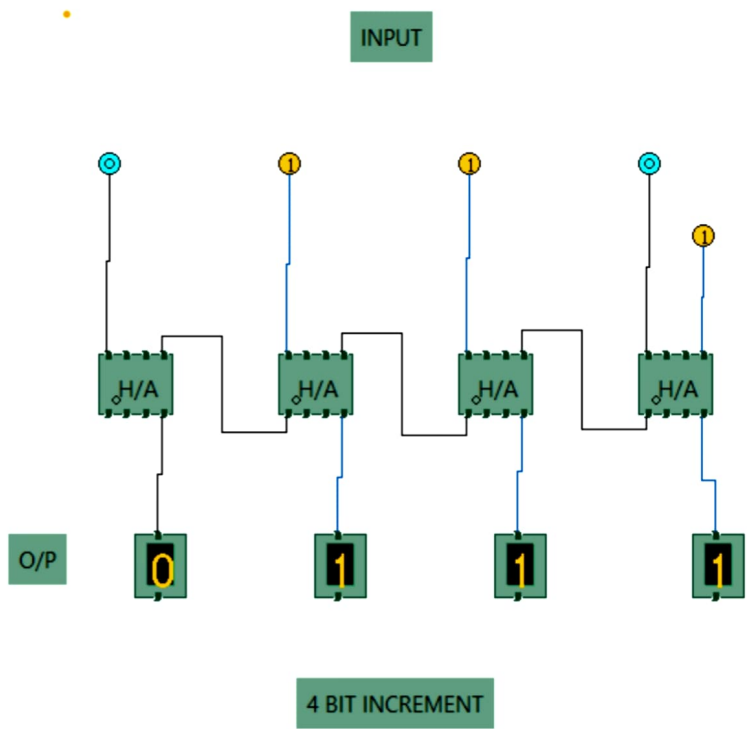 INPUT
1 1
1
H/A H/A H/A H/A
O/P 0 1 1 1
4 BIT INCREMENT